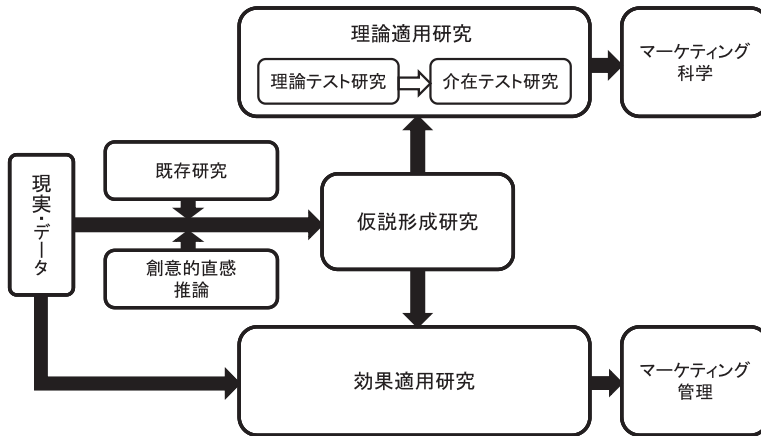 理論適用研究
理論テスト研究
介在テスト研究
マーケティング
科学
現実・データ
既存研究
創意的直感
推論
仮説形成研究
効果適用研究
マーケティング
管理